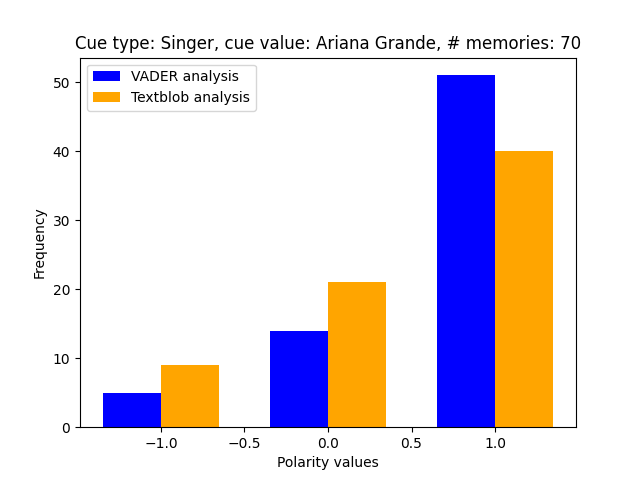 Cue type: Singer, cue value: Ariana Grande, # memories: 70
VADER analysis
Textblob analysis
50
40
30
20
10
0
Frequency
−1.0 −0.5 0.0 0.5 1.0
Polarity values